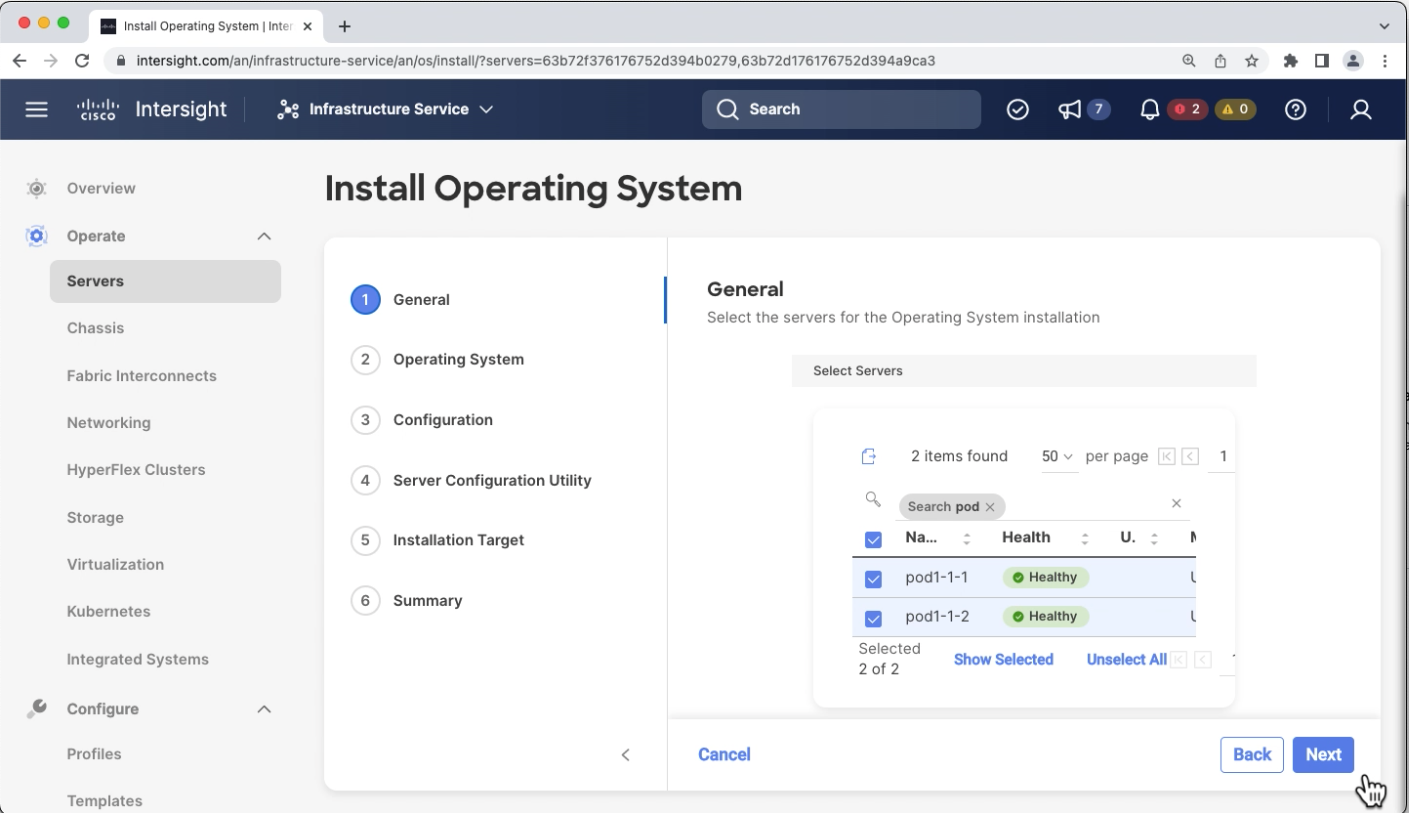 Install Operating System | Inter
intersight.com/an/infrastructure-service/an/os/install/?servers=63b72f376176752d394b0279,63b72d176176752d394a9ca3
cisco Intersight Infrastructure Service Search 7 2 0
Overview
Operate
Servers
Chassis
Fabric Interconnects
Networking
HyperFlex Clusters
Storage
Virtualization
Kubernetes
Integrated Systems
Configure
Profiles
Templates
Install Operating System
1 General
2 Operating System
3 Configuration
4 Server Configuration Utility
5 Installation Target
6 Summary
General
Select the servers for the Operating System installation
Select Servers
2 items found 50 per page 1
Search pod
Na... Health U.
pod1-1-1 Healthy
pod1-1-2 Healthy
Selected
2 of 2 Show Selected Unselect All
Cancel Back Next